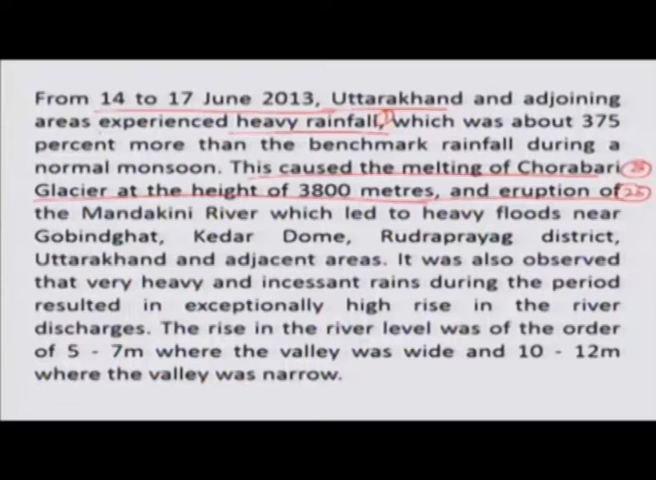 From 14 to 17 June 2013, Uttarakhand and adjoining
areas experienced heavy rainfall, which was about 375
percent more than the benchmark rainfall during a
normal monsoon. This caused the melting of Chorabari
Glacier at the height of 3800 metres, and eruption of
the Mandakini River which led to heavy floods near
Gobindghat, Kedar Dome, Rudraprayag district,
Uttarakhand and adjacent areas. It was also observed
that very heavy and incessant rains during the period
resulted in exceptionally high rise in the river
discharges. The rise in the river level was of the order
of 5 - 7m where the valley was wide and 10 - 12m
where the valley was narrow.